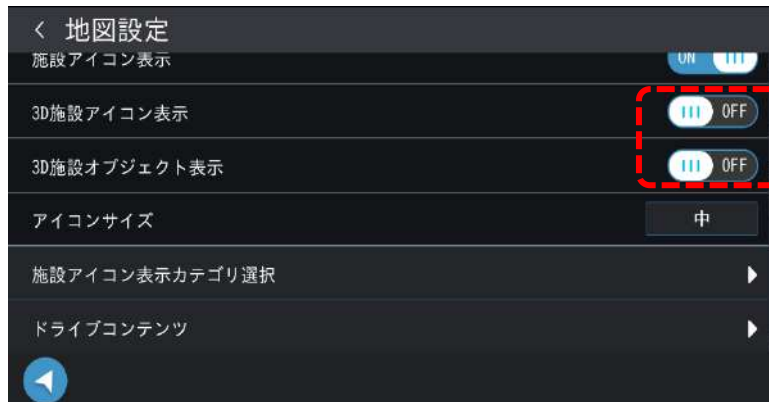 地図設定
施設アイコン表示
ON
3D施設アイコン表示
OFF
3D施設オブジェクト表示
OFF
アイコンサイズ
中
施設アイコン表示カテゴリ選択
ドライブコンテンツ